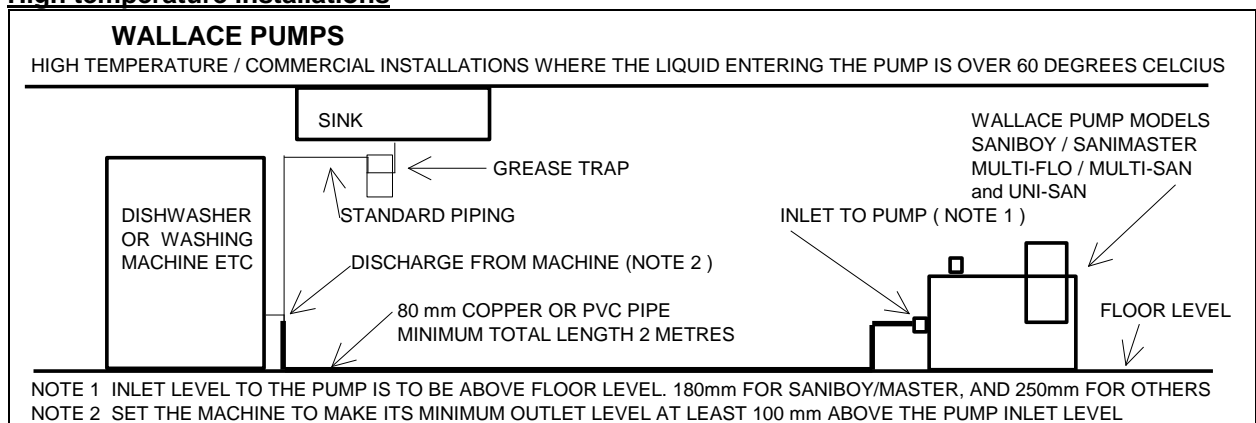 High temperature installations
WALLACE PUMPS
HIGH TEMPERATURE / COMMERCIAL INSTALLATIONS WHERE THE LIQUID ENTERING THE PUMP IS OVER 60 DEGREES CELCIUS
SINK
WALLACE PUMP MODELS
SANIBOY / SANIMASTER
MULTI-FLO / MULTI-SAN
and UNI-SAN
GREASE TRAP
DISHWASHER
OR WASHING
MACHINE ETC
STANDARD PIPING
INLET TO PUMP ( NOTE 1 )
DISCHARGE FROM MACHINE (NOTE 2 )
80 mm COPPER OR PVC PIPE
MINIMUM TOTAL LENGTH 2 METRES
FLOOR LEVEL
NOTE 1 INLET LEVEL TO THE PUMP IS TO BE ABOVE FLOOR LEVEL. 180mm FOR SANIBOY/MASTER, AND 250mm FOR OTHERS
NOTE 2 SET THE MACHINE TO MAKE ITS MINIMUM OUTLET LEVEL AT LEAST 100 mm ABOVE THE PUMP INLET LEVEL